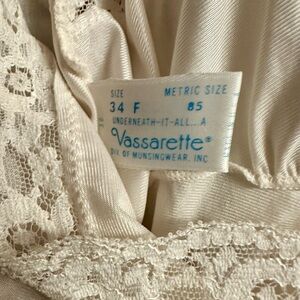 SIZE METRIC SIZE
34 F 85
UNDERNEATH-IT-ALL...A
Vassarette®
DIV. OF MUNSINGWEAR, INC